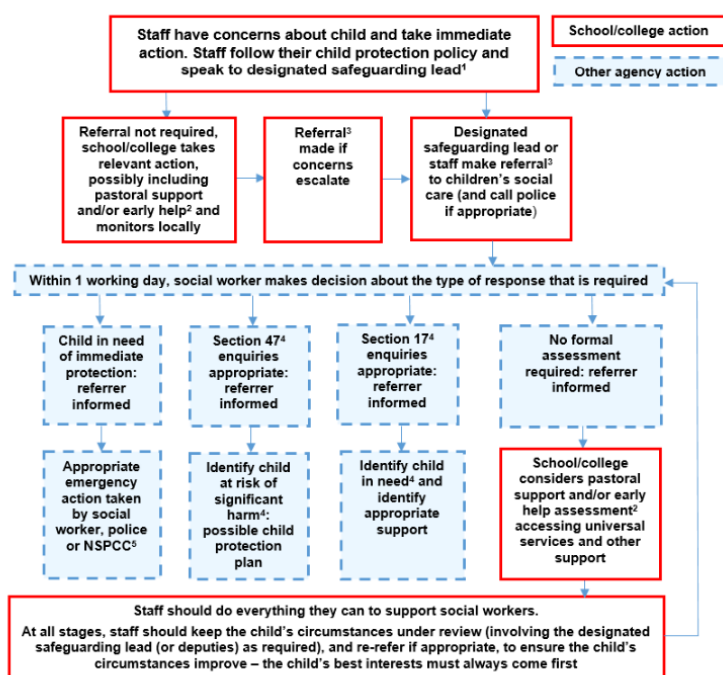 Staff have concerns about child and take immediate
action. Staff follow their child protection policy and
speak to designated safeguarding lead¹
School/college action
Other agency action
Referral not required,
school/college takes
relevant action,
possibly including
pastoral support
and/or early help² and
monitors locally
Referral³
made if
concerns
escalate
Designated
safeguarding lead or
staff make referral³
to children's social
care (and call police
if appropriate)
Within 1 working day, social worker makes decision about the type of response that is required
Child in need
of immediate
protection:
referrer
informed
Section 47⁴
enquiries
appropriate:
referrer
informed
Section 17⁴
enquiries
appropriate:
referrer
informed
No formal
assessment
required: referrer
informed
Appropriate
emergency
action taken
by social
worker, police
or NSPCC⁵
Identify child
at risk of
significant
harm⁴:
possible child
protection
plan
Identify child
in need⁴ and
identify
appropriate
support
School/college
considers pastoral
support and/or early
help assessment²
accessing universal
services and other
support
Staff should do everything they can to support social workers.
At all stages, staff should keep the child's circumstances under review (involving the designated
safeguarding lead (or deputies) as required), and re-refer if appropriate, to ensure the child's
circumstances improve – the child's best interests must always come first